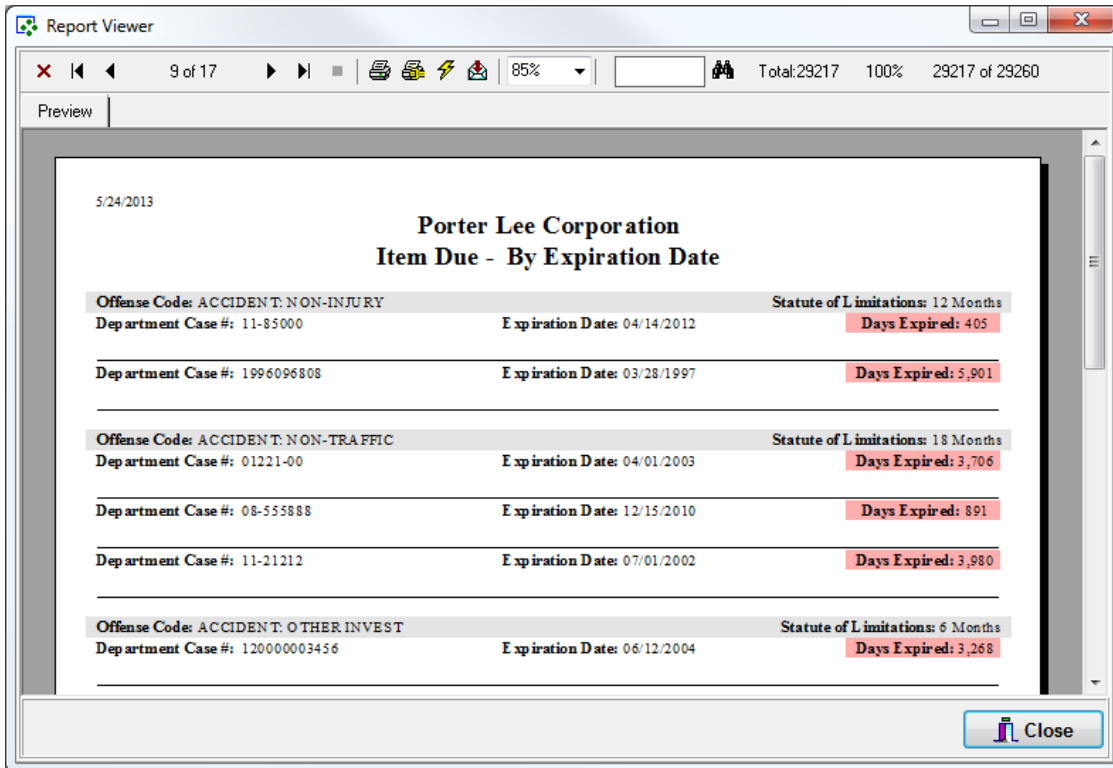 Report Viewer
9 of 17 85% Total:29217 100% 29217 of 29260
Preview
5/24/2013
Porter Lee Corporation
Item Due - By Expiration Date
Offense Code: ACCIDENT: NON-INJURY Statute of Limitations: 12 Months
Department Case #: 11-85000 Expiration Date: 04/14/2012 Days Expired: 405
Department Case #: 1996096808 Expiration Date: 03/28/1997 Days Expired: 5,901
Offense Code: ACCIDENT: NON-TRAFFIC Statute of Limitations: 18 Months
Department Case #: 01221-00 Expiration Date: 04/01/2003 Days Expired: 3,706
Department Case #: 08-555888 Expiration Date: 12/15/2010 Days Expired: 891
Department Case #: 11-21212 Expiration Date: 07/01/2002 Days Expired: 3,980
Offense Code: ACCIDENT: OTHER INVEST Statute of Limitations: 6 Months
Department Case #: 120000003456 Expiration Date: 06/12/2004 Days Expired: 3,268
Close